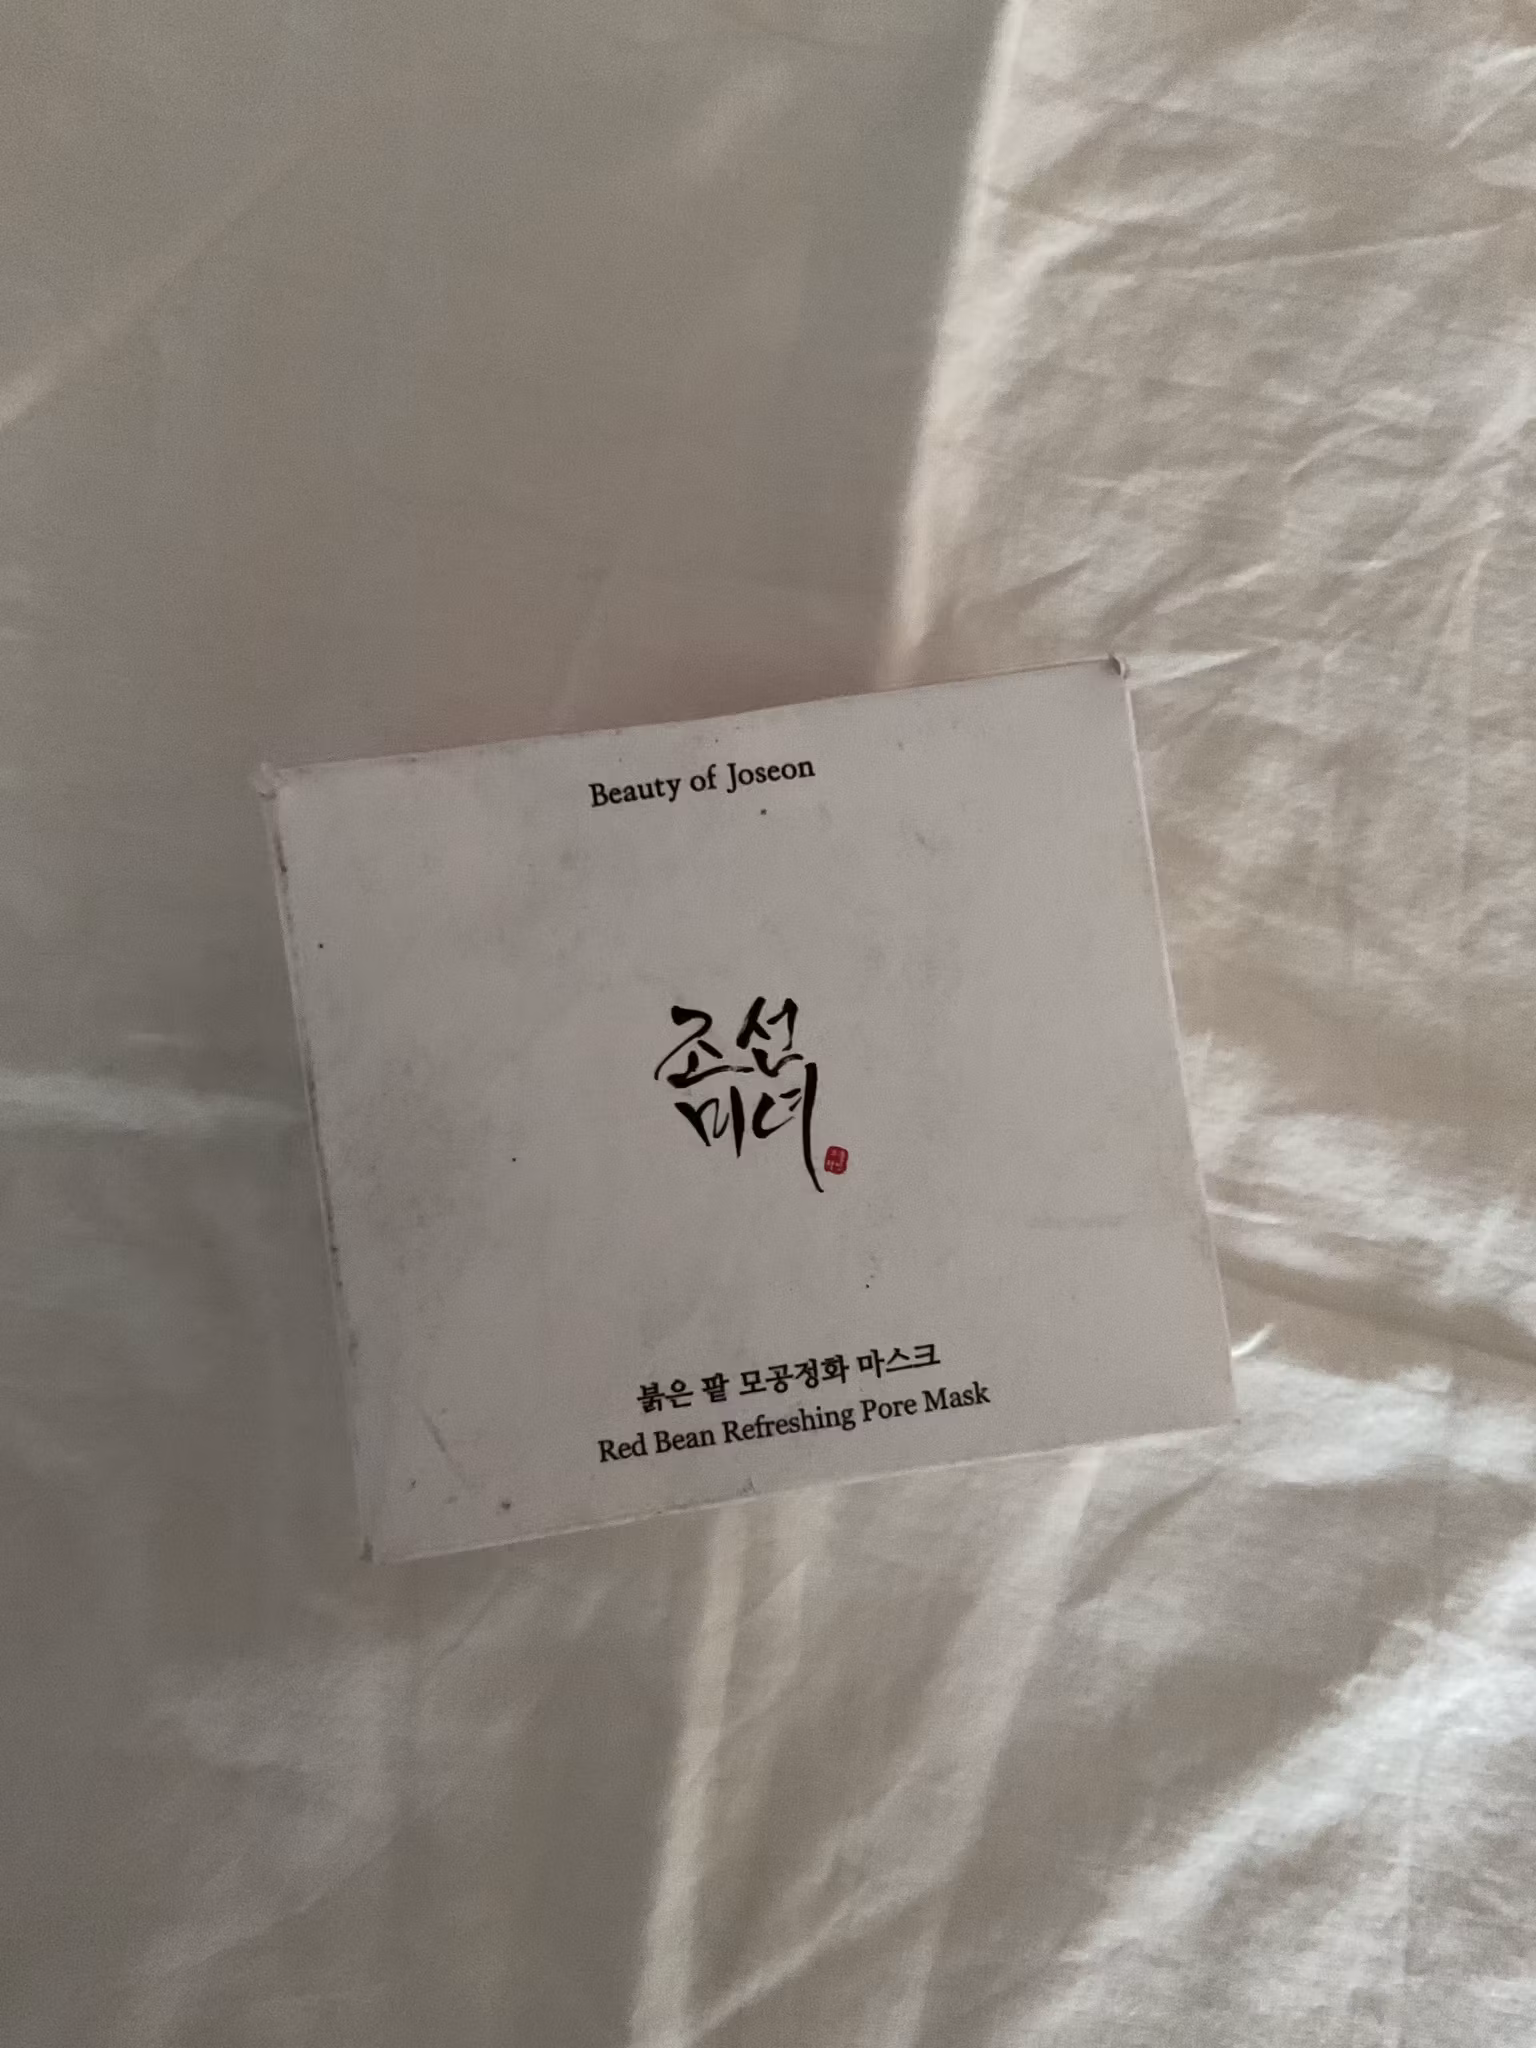 Beauty of Joseon
조선
미녀
붉은 팥 모공정화 마스크
Red Bean Refreshing Pore Mask